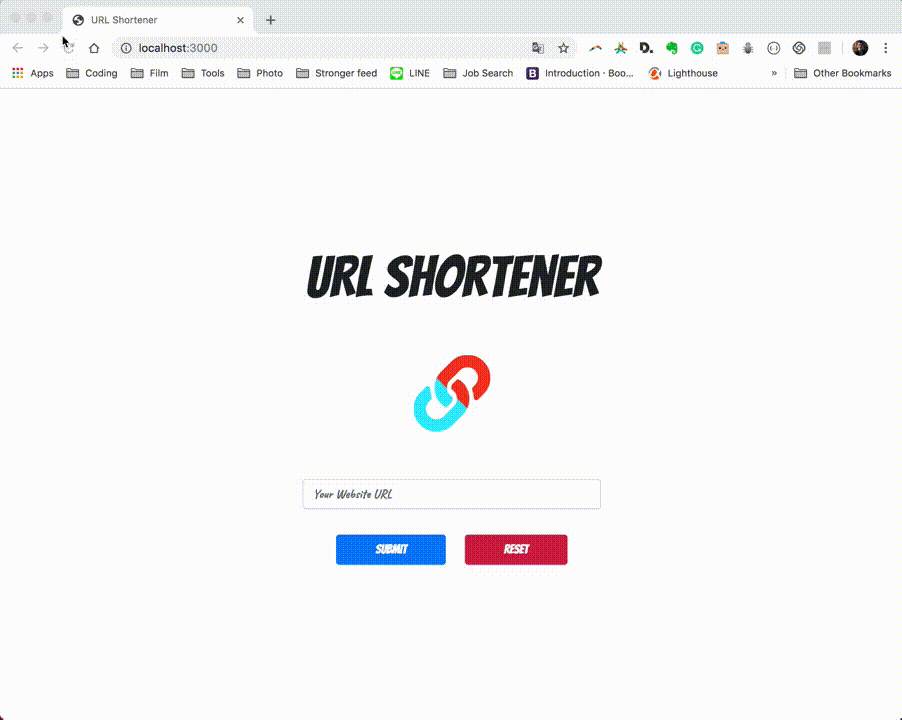 URL Shortener
localhost:3000
Apps Coding Film Tools Photo Stronger feed LINE Job Search Introduction · Boo... Lighthouse » Other Bookmarks
URL SHORTENER
Your Website URL
SUBMIT RESET